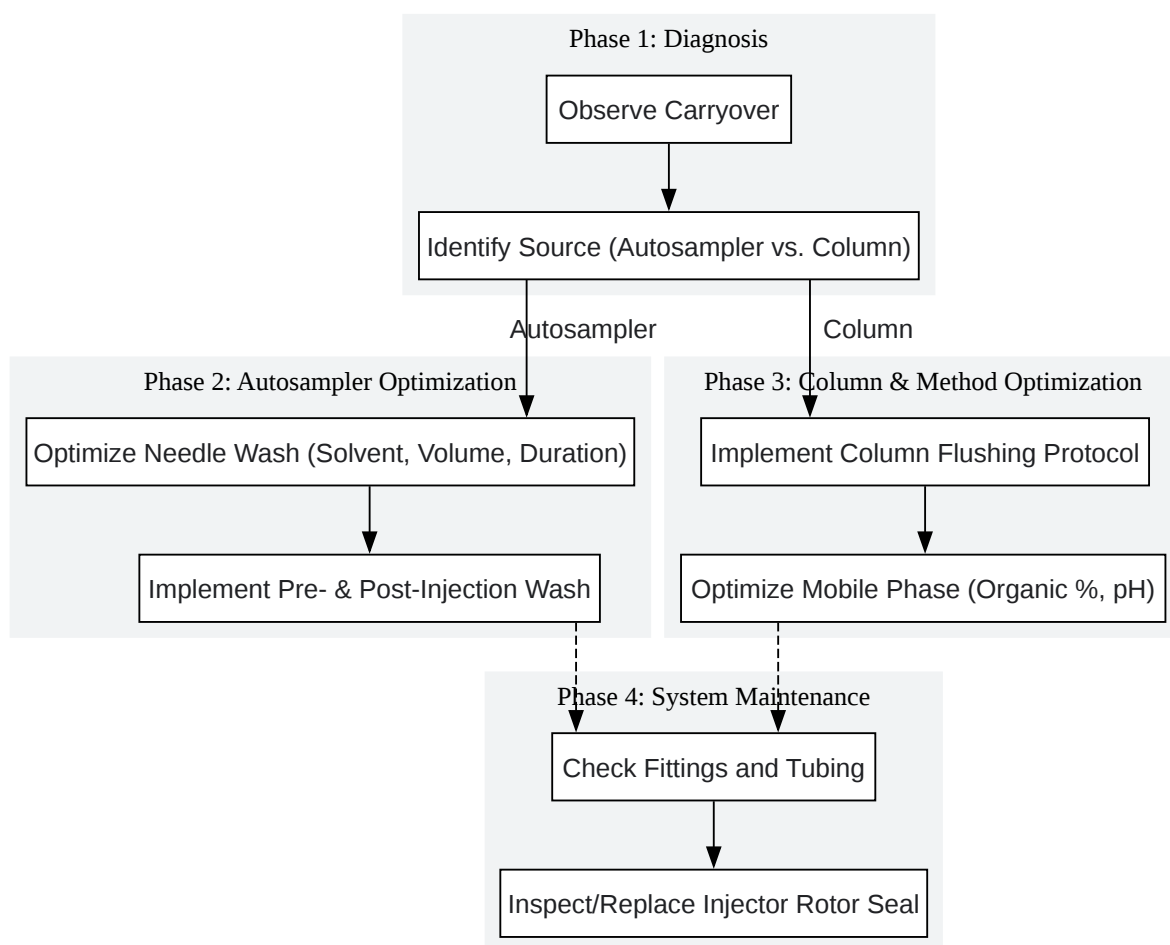 Phase 1: Diagnosis
Observe Carryover
Identify Source (Autosampler vs. Column)
Autosampler
Column
Phase 2: Autosampler Optimization
Optimize Needle Wash (Solvent, Volume, Duration)
Implement Pre- & Post-Injection Wash
Phase 3: Column & Method Optimization
Implement Column Flushing Protocol
Optimize Mobile Phase (Organic %, pH)
Phase 4: System Maintenance
Check Fittings and Tubing
Inspect/Replace Injector Rotor Seal